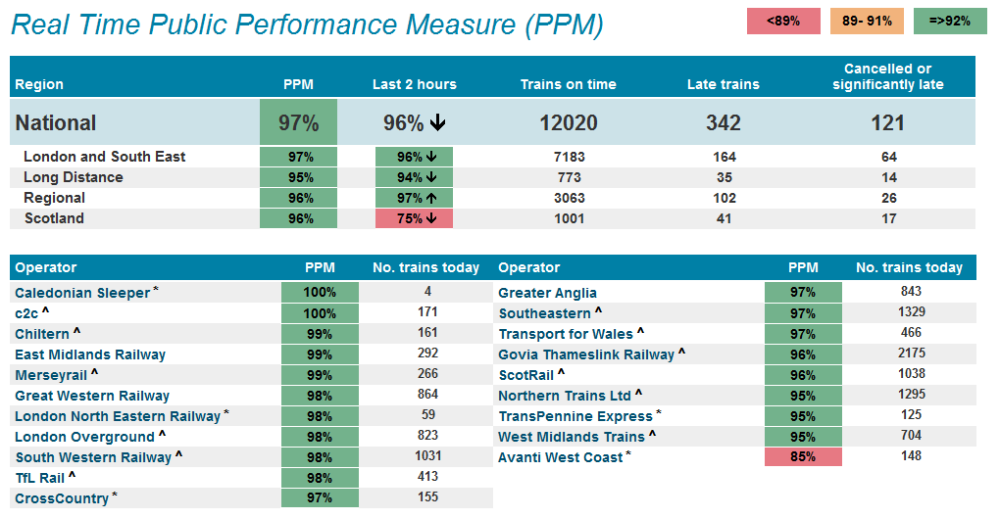 Real Time Public Performance Measure (PPM) <89% 89- 91% =>92%
Region PPM Last 2 hours Trains on time Late trains Cancelled or significantly late
National 97% 96% ↓ 12020 342 121
London and South East 97% 96% ↓ 7183 164 64
Long Distance 95% 94% ↓ 773 35 14
Regional 96% 97% ↑ 3063 102 26
Scotland 96% 75% ↓ 1001 41 17
Operator PPM No. trains today Operator PPM No. trains today
Caledonian Sleeper * 100% 4 Greater Anglia 97% 843
c2c ^ 100% 171 Southeastern ^ 97% 1329
Chiltern ^ 99% 161 Transport for Wales ^ 97% 466
East Midlands Railway 99% 292 Govia Thameslink Railway ^ 96% 2175
Merseyrail ^ 99% 266 ScotRail ^ 96% 1038
Great Western Railway 98% 864 Northern Trains Ltd ^ 95% 1295
London North Eastern Railway * 98% 59 TransPennine Express * 95% 125
London Overground ^ 98% 823 West Midlands Trains ^ 95% 704
South Western Railway ^ 98% 1031 Avanti West Coast * 85% 148
TfL Rail ^ 98% 413
CrossCountry * 97% 155